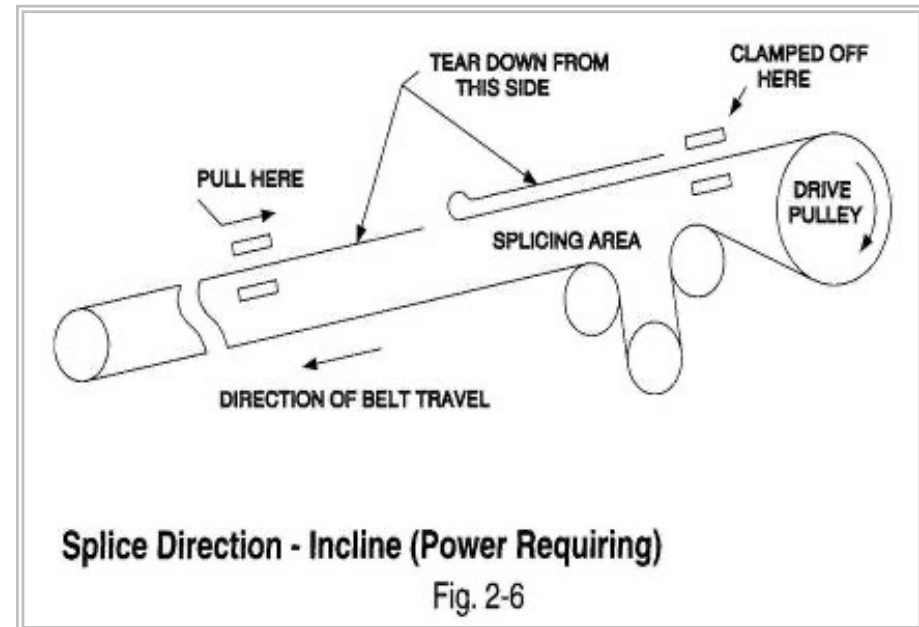 TEAR DOWN FROM
THIS SIDE
CLAMPED OFF
HERE
PULL HERE
DRIVE
PULLEY
SPLICING AREA
DIRECTION OF BELT TRAVEL
Splice Direction - Incline (Power Requiring)
Fig. 2-6